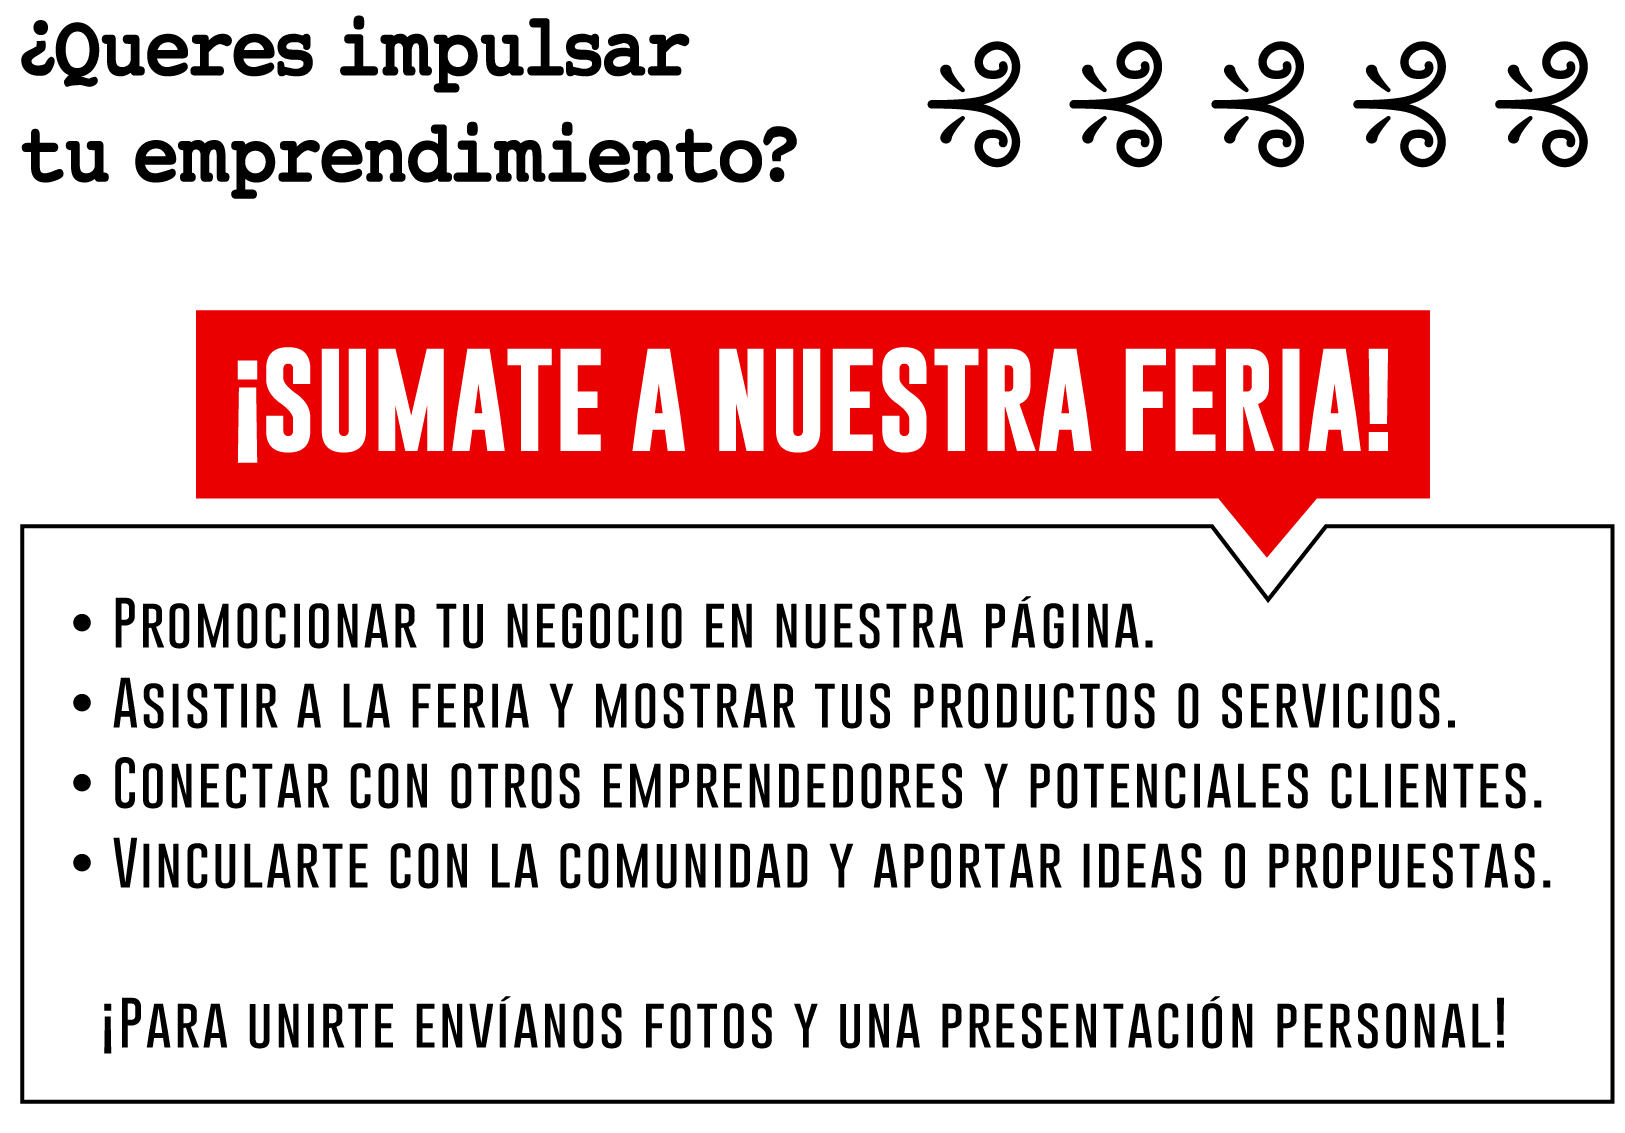 ¿Queres impulsar
tu emprendimiento?
¡SUMATE A NUESTRA FERIA!
• PROMOCIONAR TU NEGOCIO EN NUESTRA PÁGINA.
• ASISTIR A LA FERIA Y MOSTRAR TUS PRODUCTOS O SERVICIOS.
• CONECTAR CON OTROS EMPRENDEDORES Y POTENCIALES CLIENTES.
• VINCULARTE CON LA COMUNIDAD Y APORTAR IDEAS O PROPUESTAS.
¡PARA UNIRTE ENVÍANOS FOTOS Y UNA PRESENTACIÓN PERSONAL!